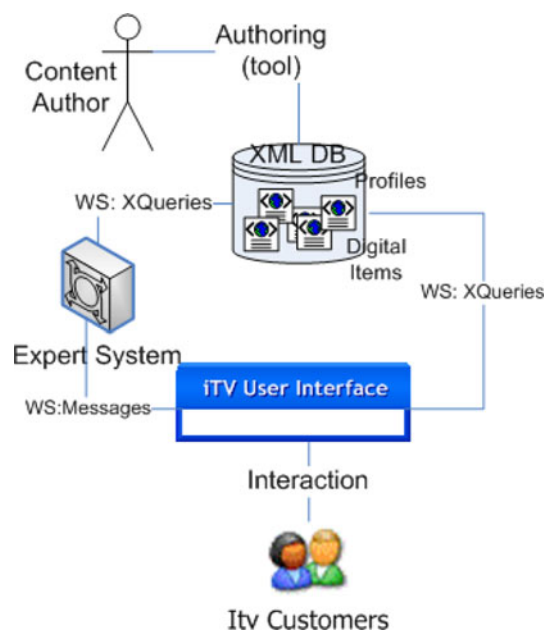 Authoring
(tool)
Content
Author
XML DB
Profiles
WS: XQueries
Digital
Items
WS: XQueries
Expert System
iTV User Interface
WS:Messages
Interaction
Itv Customers